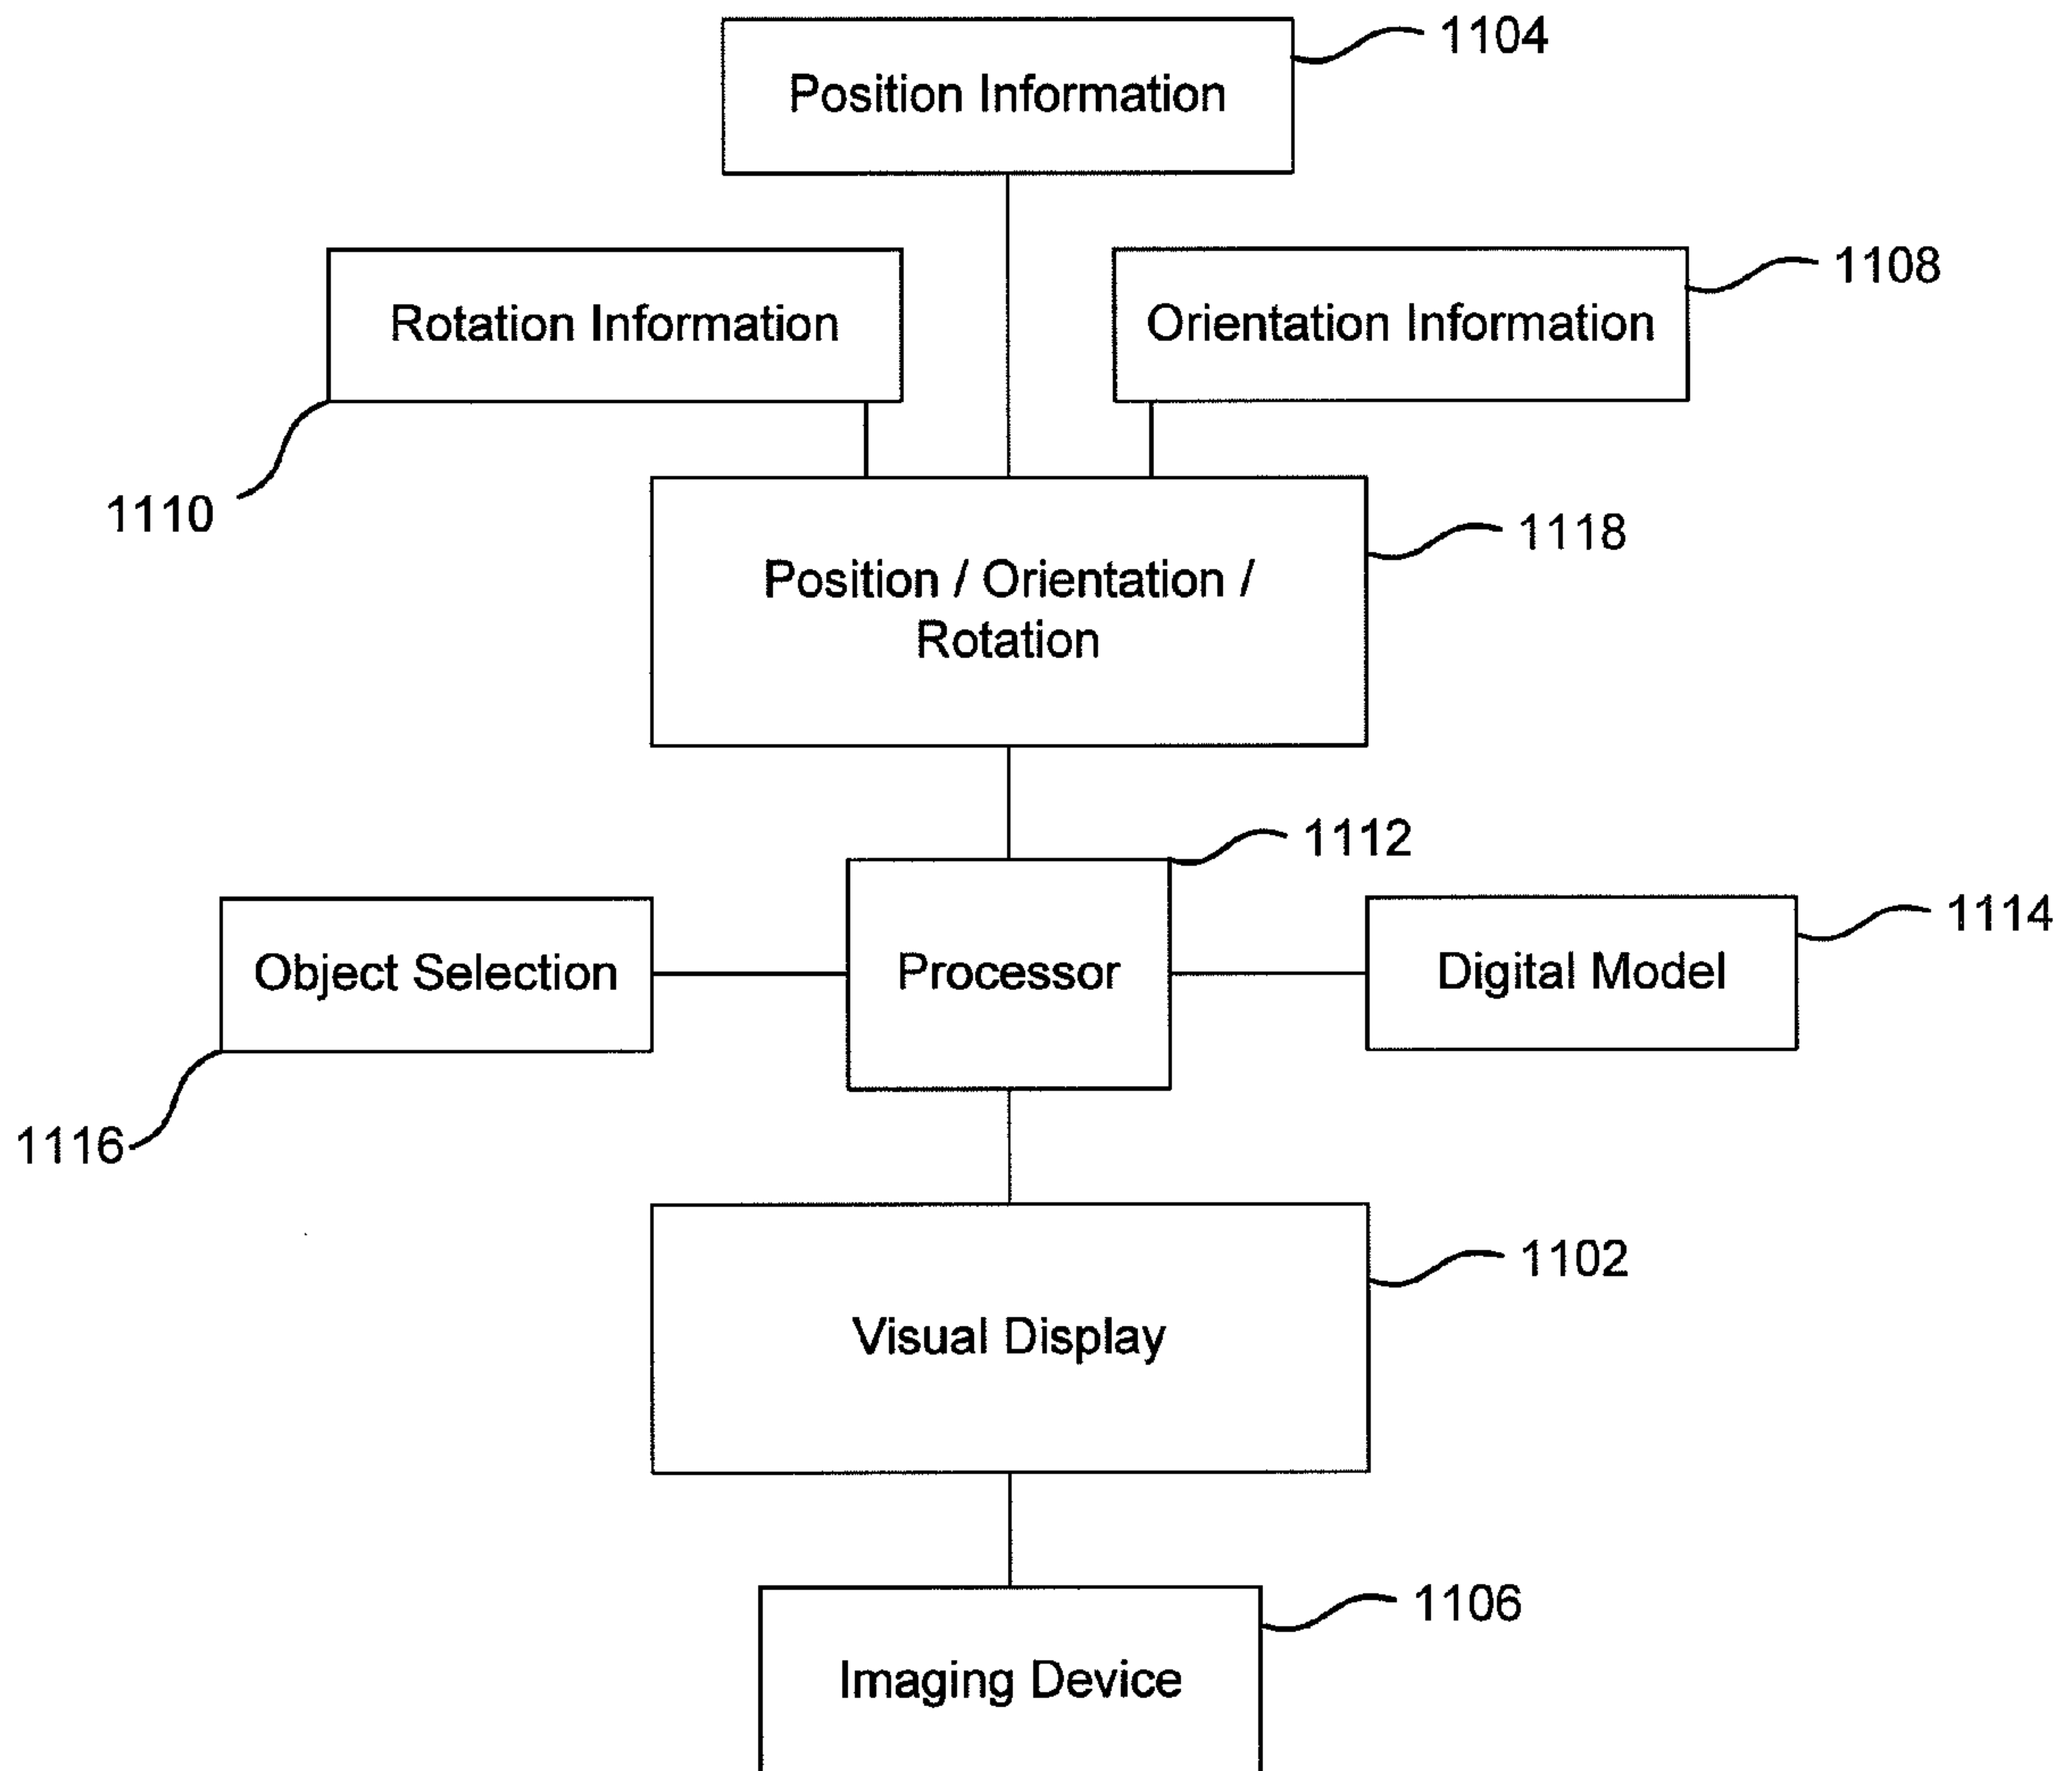 1104
Position Information
1108
Rotation Information
Orientation Information
1110
1118
Position / Orientation /
Rotation
1112
1114
Object Selection
Processor
Digital Model
1116
1102
Visual Display
1106
Imaging Device